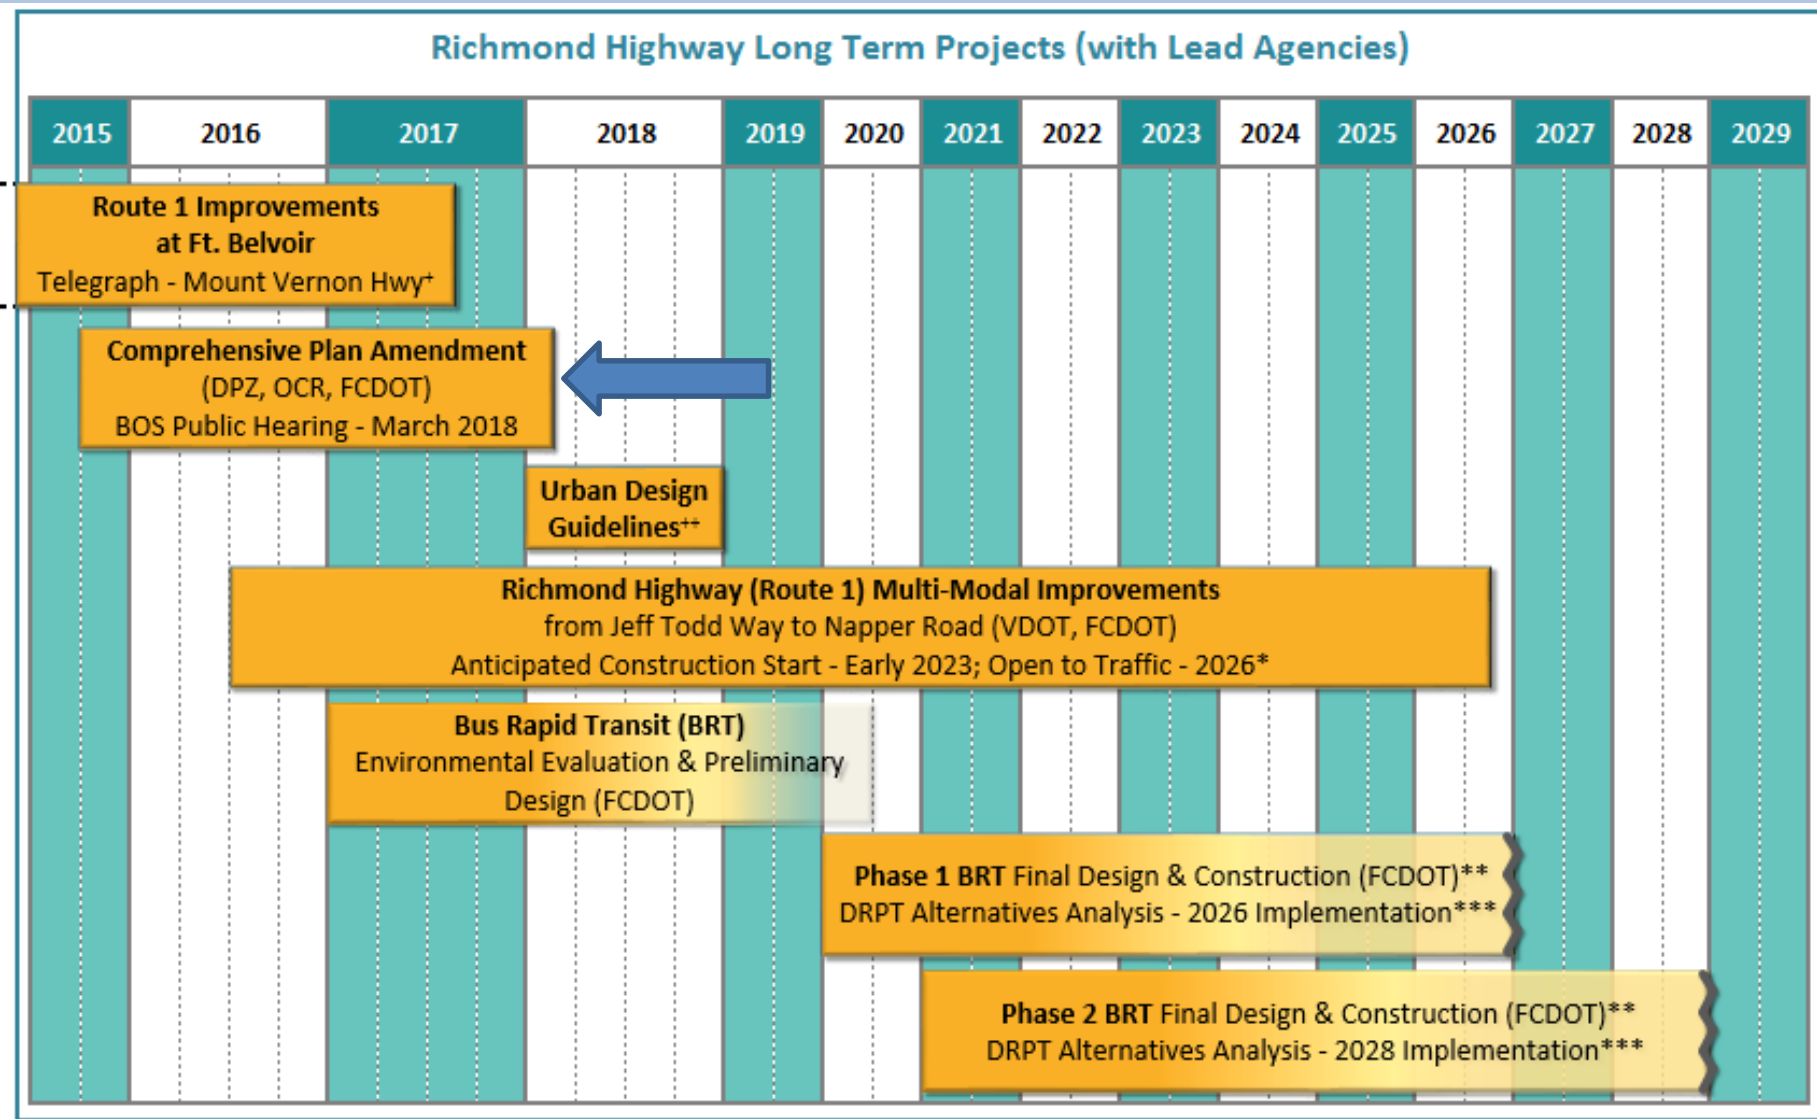 Richmond Highway Long Term Projects (with Lead Agencies)
2015 2016 2017 2018 2019 2020 2021 2022 2023 2024 2025 2026 2027 2028 2029
Route 1 Improvements
at Ft. Belvoir
Telegraph - Mount Vernon Hwy⁺
Comprehensive Plan Amendment
(DPZ, OCR, FCDOT)
BOS Public Hearing - March 2018
Urban Design
Guidelines⁺⁺
Richmond Highway (Route 1) Multi-Modal Improvements
from Jeff Todd Way to Napper Road (VDOT, FCDOT)
Anticipated Construction Start - Early 2023; Open to Traffic - 2026*
Bus Rapid Transit (BRT)
Environmental Evaluation & Preliminary
Design (FCDOT)
Phase 1 BRT Final Design & Construction (FCDOT)**
DRPT Alternatives Analysis - 2026 Implementation***
Phase 2 BRT Final Design & Construction (FCDOT)**
DRPT Alternatives Analysis - 2028 Implementation***